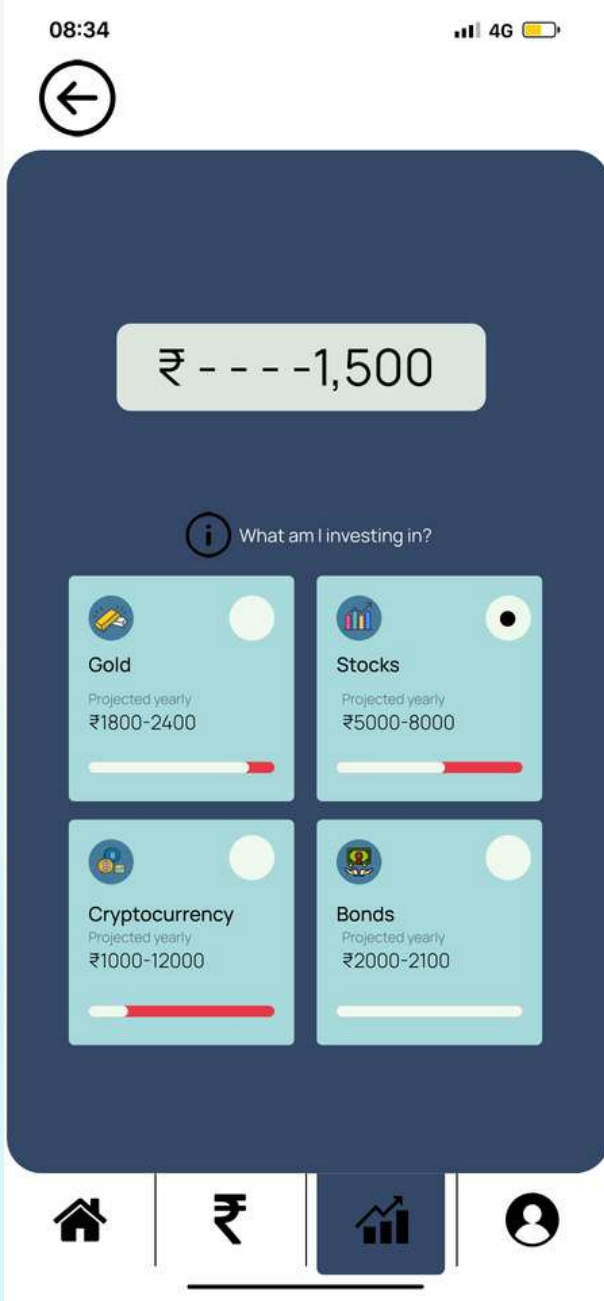 08:34
4G
₹ - - - -1,500
i What am I investing in?
Gold
Projected yearly
₹1800-2400
Stocks
Projected yearly
₹5000-8000
Cryptocurrency
Projected yearly
₹1000-12000
Bonds
Projected yearly
₹2000-2100
₹